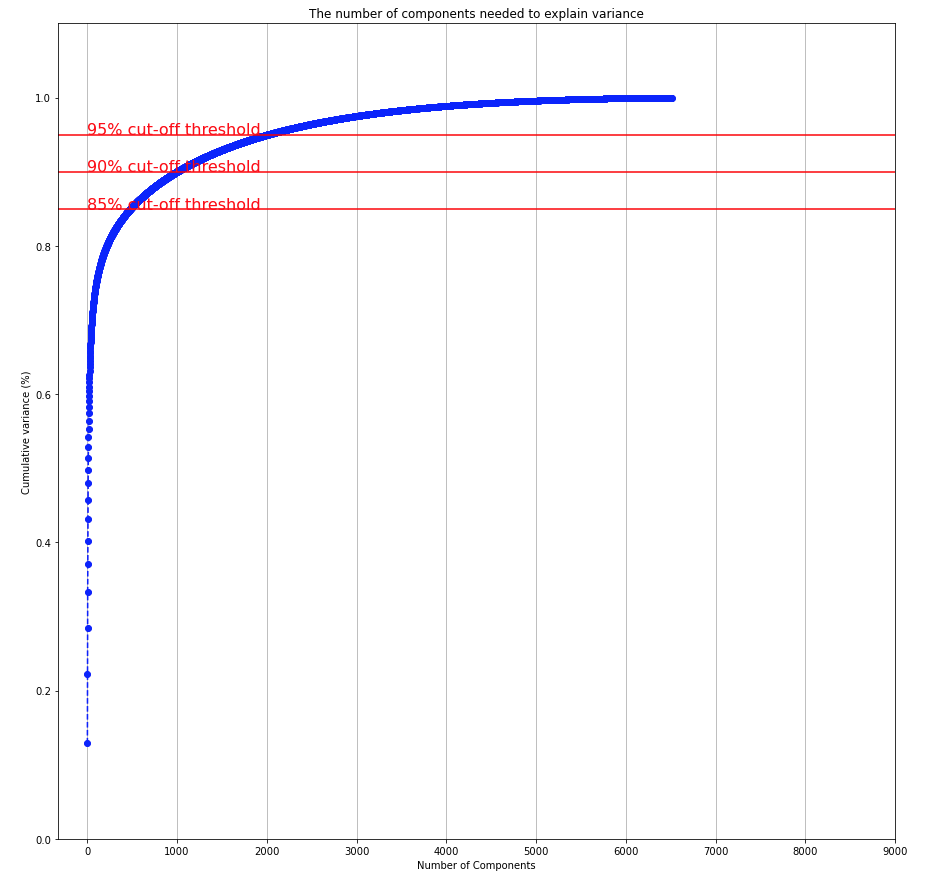 The number of components needed to explain variance
1.0
95% cut-off threshold
90% cut-off threshold
85% cut-off threshold
0.8
0.6
Cumulative variance (%)
0.4
0.2
0.0
0 1000 2000 3000 4000 5000 6000 7000 8000 9000
Number of Components